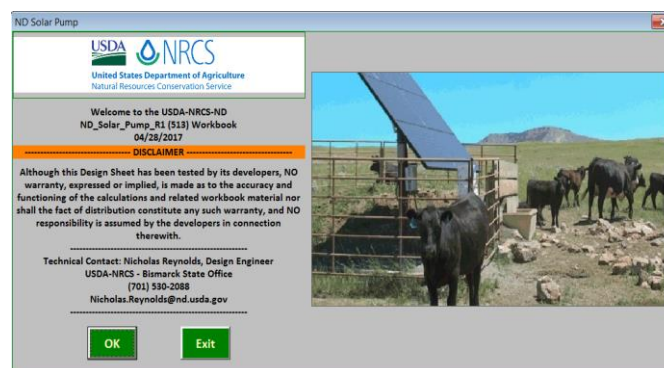 ND Solar Pump
USDA NRCS
United States Department of Agriculture
Natural Resources Conservation Service
Welcome to the USDA-NRCS-ND
ND_Solar_Pump_R1 (513) Workbook
04/28/2017
-------------------------------- DISCLAIMER --------------------------------
Although this Design Sheet has been tested by its developers, NO
warranty, expressed or implied, is made as to the accuracy and
functioning of the calculations and related workbook material nor
shall the fact of distribution constitute any such warranty, and NO
responsibility is assumed by the developers in connection
therewith.
Technical Contact: Nicholas Reynolds, Design Engineer
USDA-NRCS - Bismarck State Office
(701) 530-2088
Nicholas.Reynolds@nd.usda.gov
OK Exit